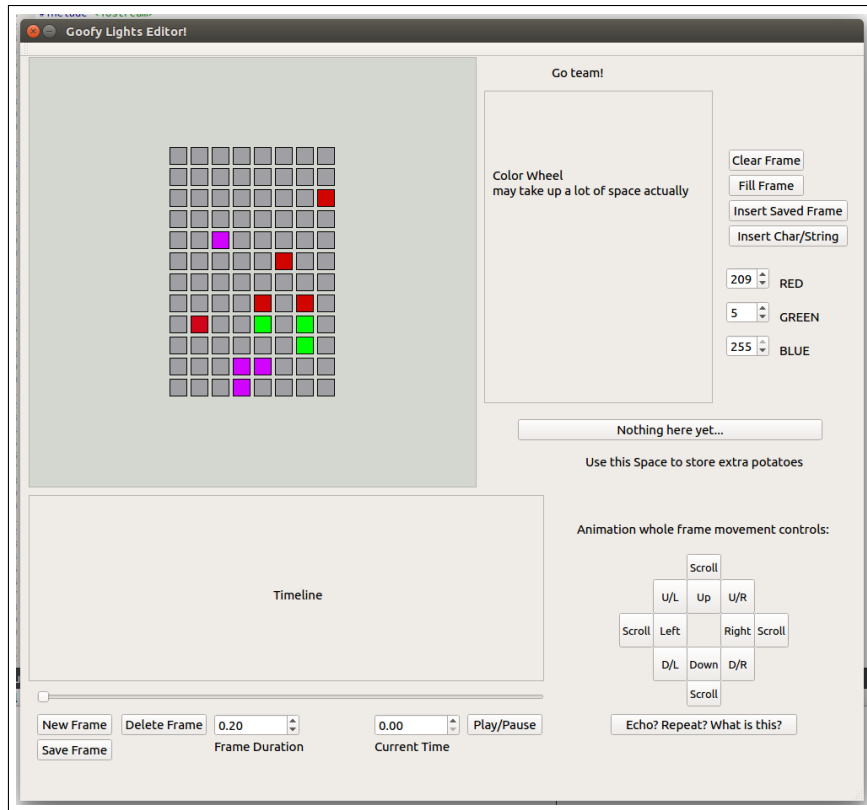 #include <iostream>
Goofy Lights Editor!
Go team!
Color Wheel
may take up a lot of space actually
Clear Frame
Fill Frame
Insert Saved Frame
Insert Char/String
209 RED
5 GREEN
255 BLUE
Nothing here yet...
Use this Space to store extra potatoes
Timeline
Animation whole frame movement controls:
Scroll
U/L Up U/R
Scroll Left Right Scroll
D/L Down D/R
Scroll
New Frame Delete Frame 0.20 0.00 Play/Pause
Save Frame Frame Duration Current Time
Echo? Repeat? What is this?